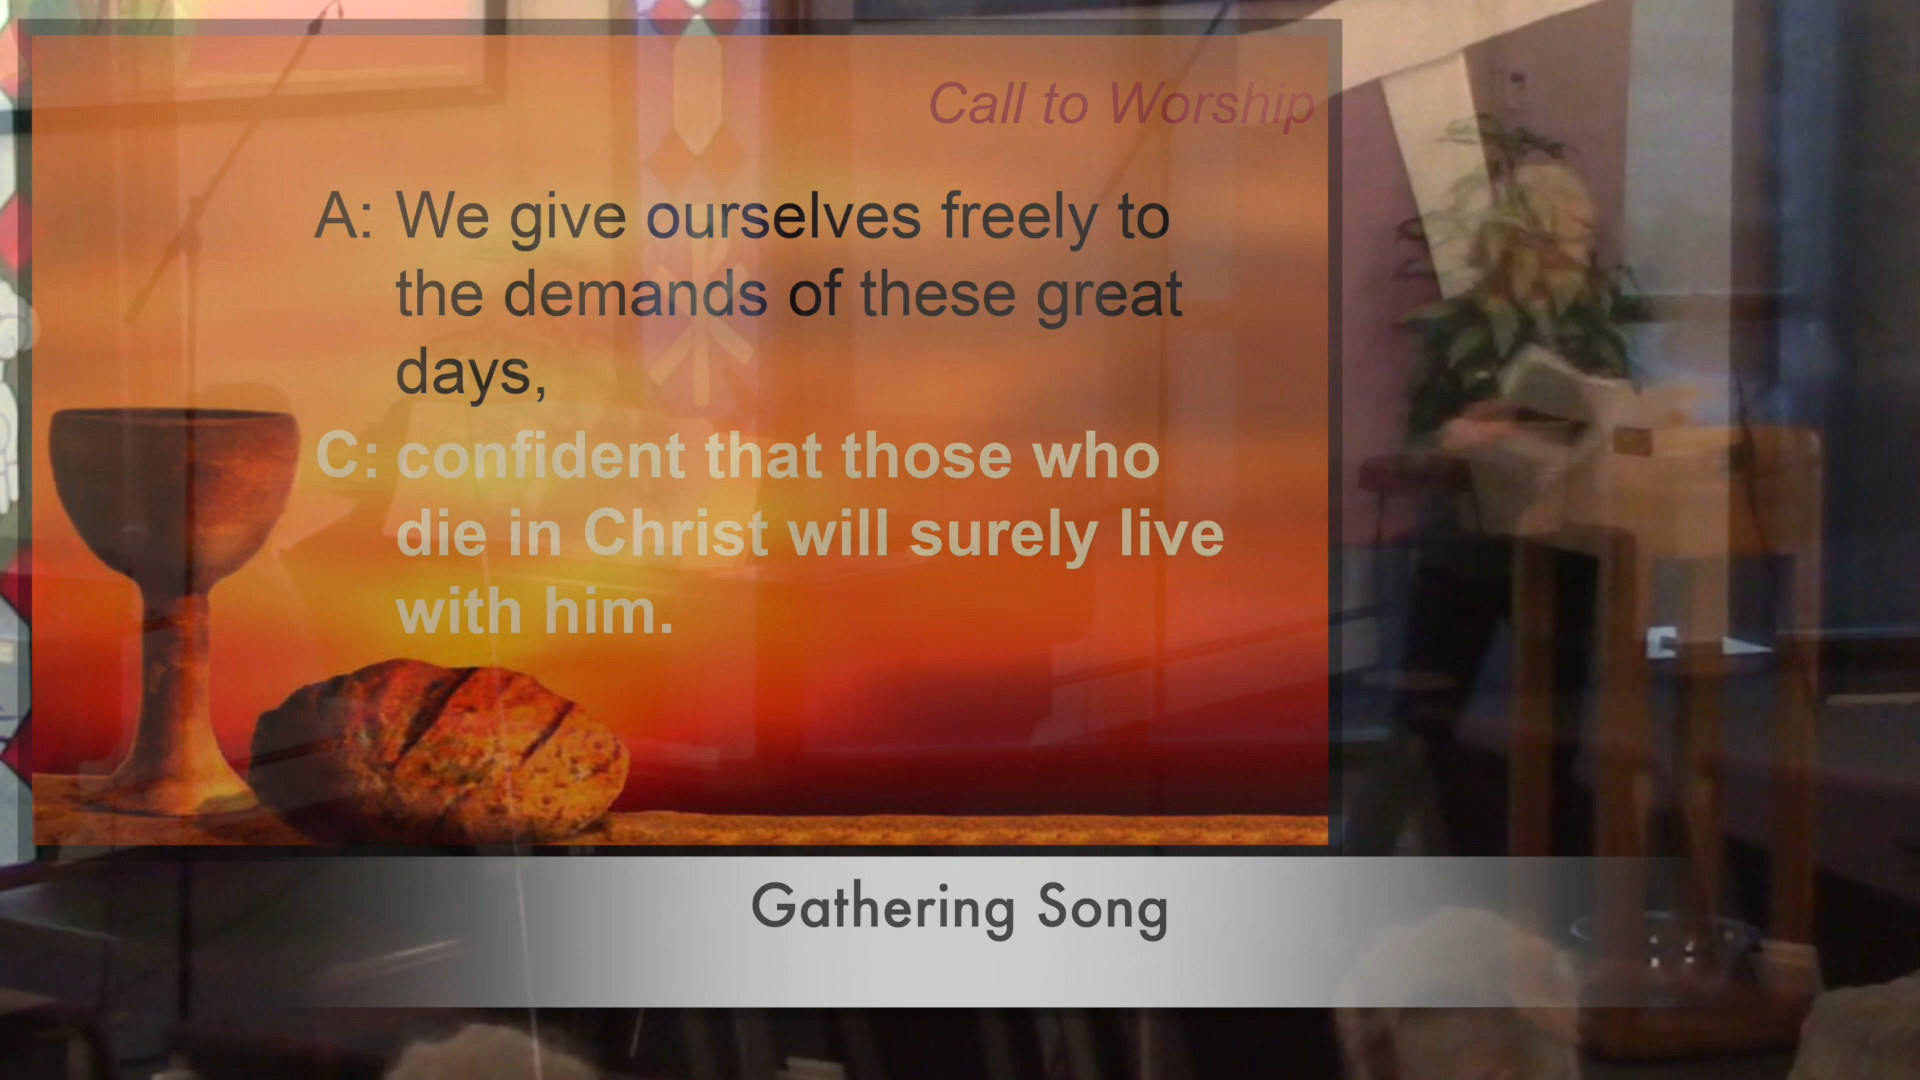 Call to Worship
A: We give ourselves freely to
the demands of these great
days,
C: confident that those who
die in Christ will surely live
with him.
Gathering Song